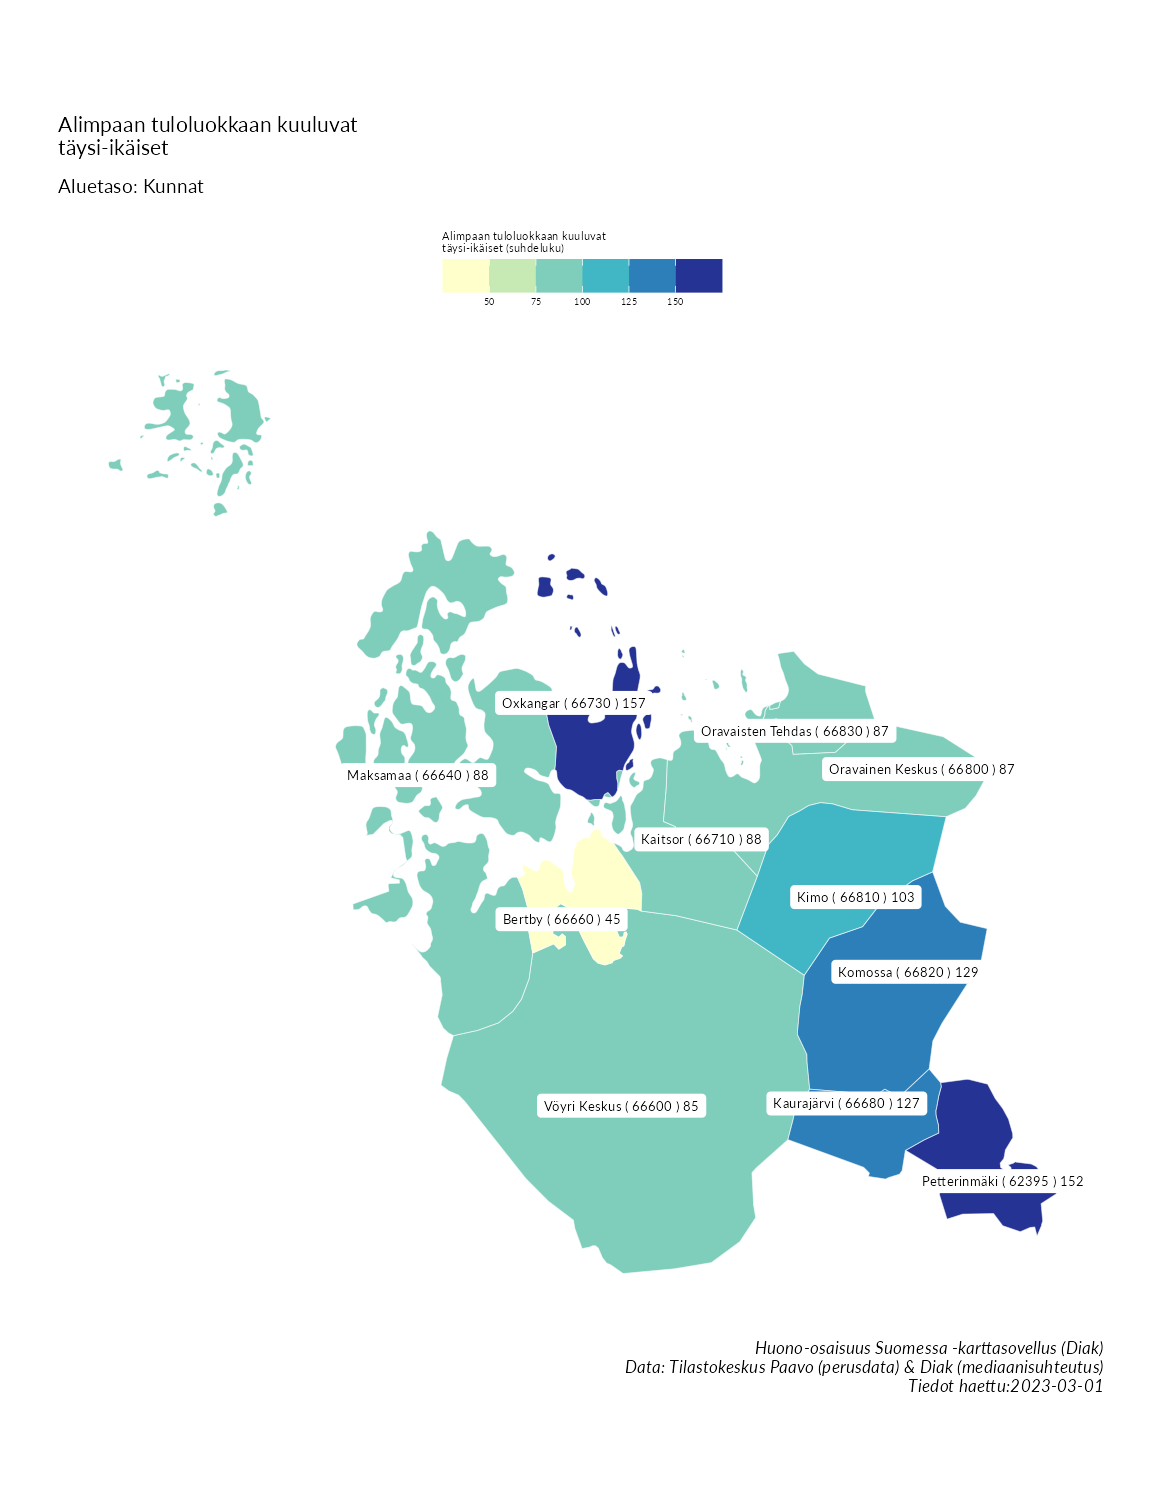 Alimpaan tuloluokkaan kuuluvat
täysi-ikäiset
Aluetaso: Kunnat
Alimpaan tuloluokkaan kuuluvat
täysi-ikäiset (suhdeluku)
50 75 100 125 150
Oxkangar ( 66730 ) 157
Oravaisten Tehdas ( 66830 ) 87
Oravainen Keskus ( 66800 ) 87
Maksamaa ( 66640 ) 88
Kaitsor ( 66710 ) 88
Kimo ( 66810 ) 103
Bertby ( 66660 ) 45
Komossa ( 66820 ) 129
Kaurajärvi ( 66680 ) 127
Vöyri Keskus ( 66600 ) 85
Petterinmäki ( 62395 ) 152
Huono-osaisuus Suomessa -karttasovellus (Diak)
Data: Tilastokeskus Paavo (perusdata) & Diak (mediaanisuhteutus)
Tiedot haettu:2023-03-01